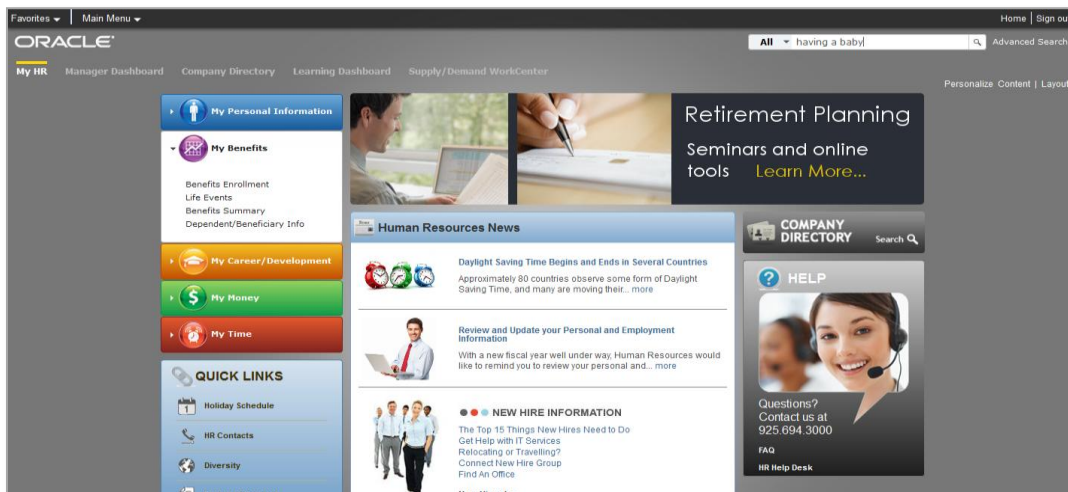 Favorites Main Menu
Home Sign ou
ORACLE
All having a baby
Advanced Search
My HR Manager Dashboard Company Directory Learning Dashboard Supply/Demand WorkCenter
Personalize Content | Layout
My Personal Information
My Benefits
Benefits Enrollment
Life Events
Benefits Summary
Dependent/Beneficiary Info
My Career/Development
My Money
My Time
QUICK LINKS
1
Holiday Schedule
HR Contacts
Diversity
Retirement Planning
Seminars and online
tools Learn More...
Human Resources News
Daylight Saving Time Begins and Ends in Several Countries
Approximately 80 countries observe some form of Daylight
Saving Time, and many are moving their... more
Review and Update your Personal and Employment
Information
With a new fiscal year well under way, Human Resources would
like to remind you to review your personal and... more
NEW HIRE INFORMATION
The Top 15 Things New Hires Need to Do
Get Help with IT Services
Relocating or Travelling?
Connect New Hire Group
Find An Office
COMPANY
DIRECTORY
Search
? HELP
Questions?
Contact us at
925.694.3000
FAQ
HR Help Desk